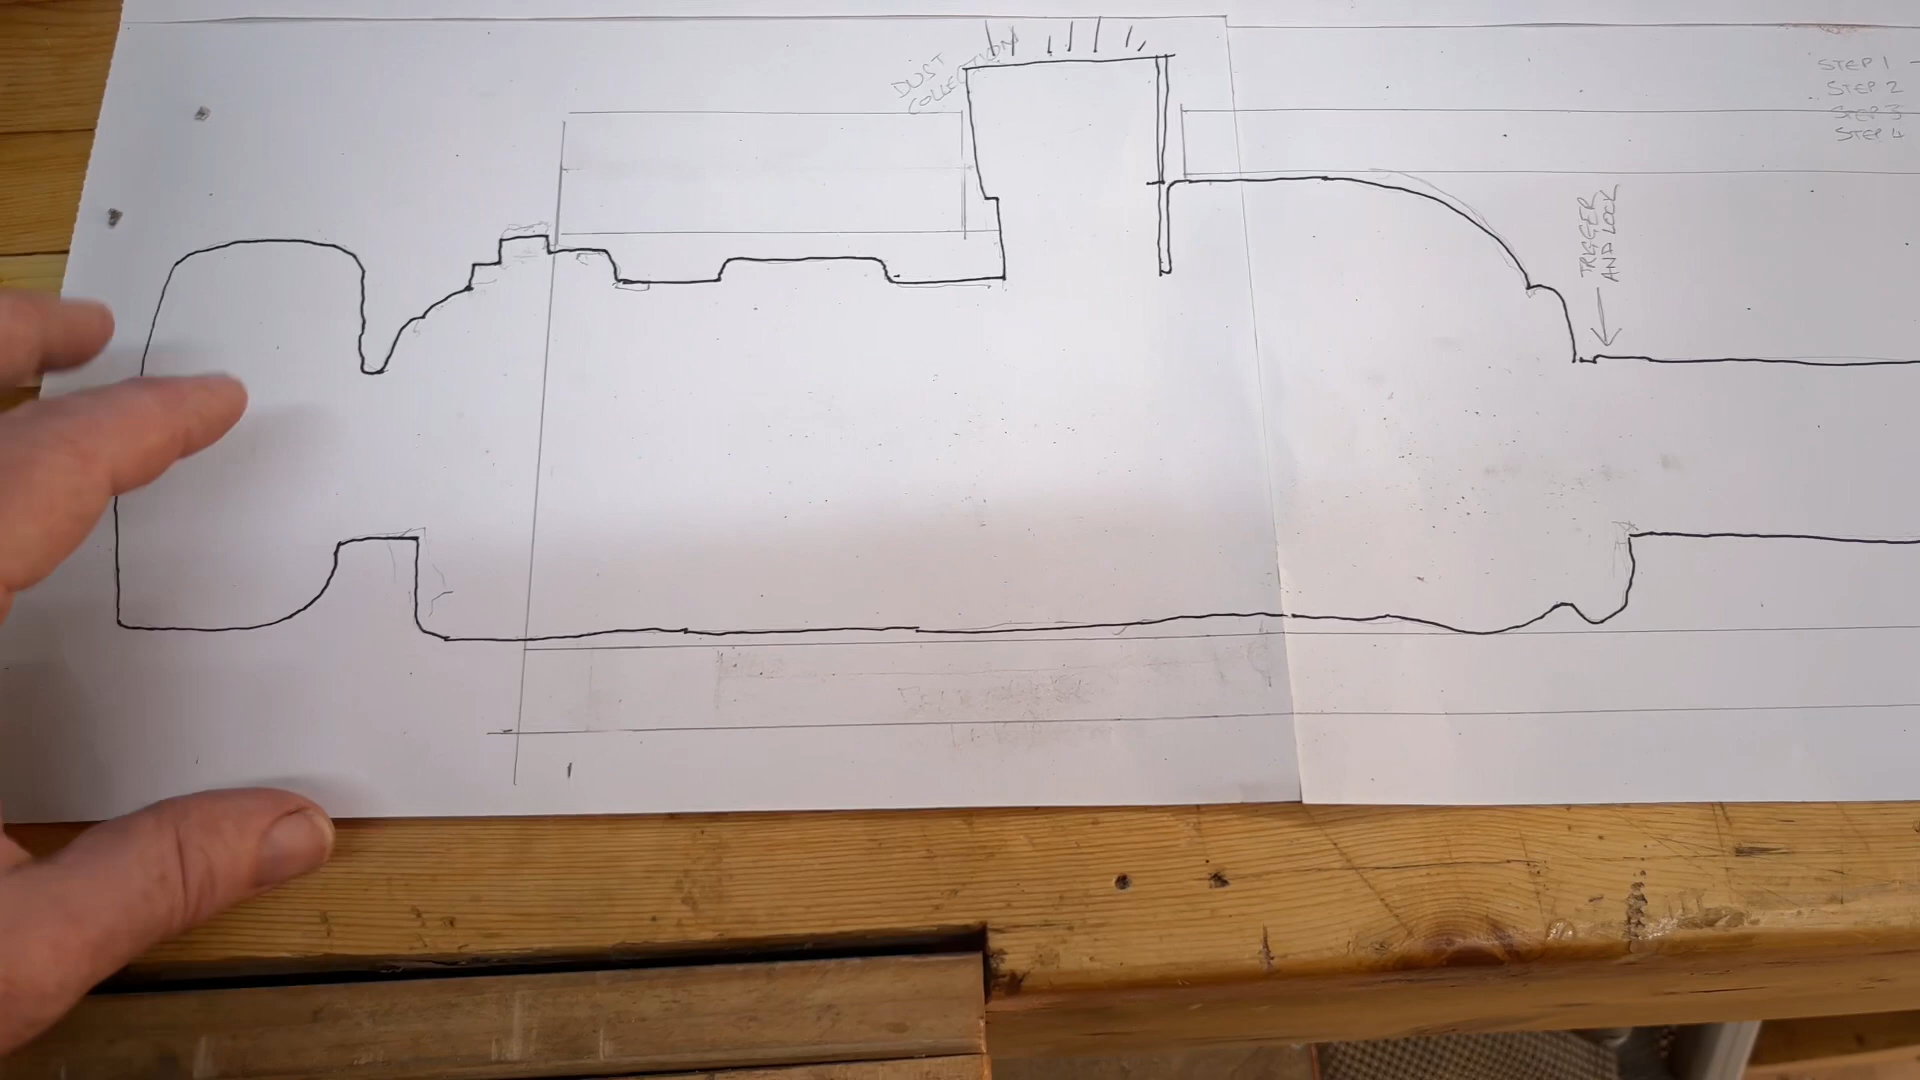 DUST
COLLECTION
STEP 1 -
STEP 2
STEP 3
STEP 4
TRIGGER
AND LOCK